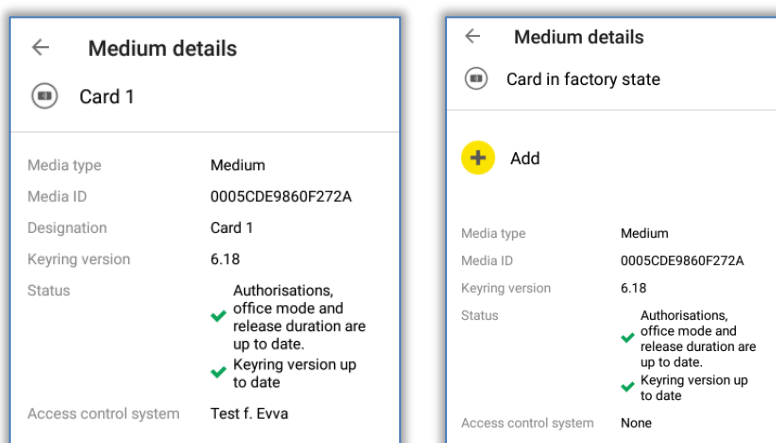 Medium details
Card 1
Media type Medium
Media ID 0005CDE9860F272A
Designation Card 1
Keyring version 6.18
Status Authorisations,
office mode and
release duration are
up to date.
Keyring version up
to date
Access control system Test f. Evva
Medium details
Card in factory state
Add
Media type Medium
Media ID 0005CDE9860F272A
Keyring version 6.18
Status Authorisations,
office mode and
release duration are
up to date.
Keyring version up
to date
Access control system None